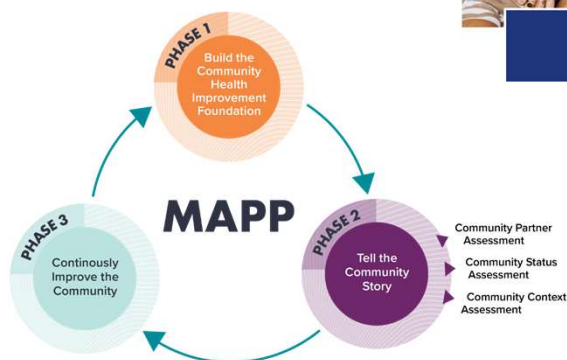 PHASE 1
Build the
Community
Health
Improvement
Foundation
MAPP
PHASE 2
Tell the
Community
Story
Community Partner
Assessment
Community Status
Assessment
Community Context
Assessment
PHASE 3
Continously
Improve the
Community